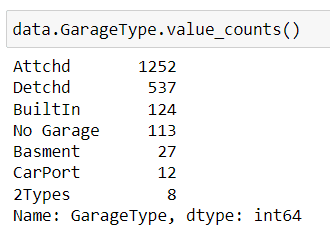 data.GarageType.value_counts()
Attchd 1252
Detchd 537
BuiltIn 124
No Garage 113
Basment 27
CarPort 12
2Types 8
Name: GarageType, dtype: int64